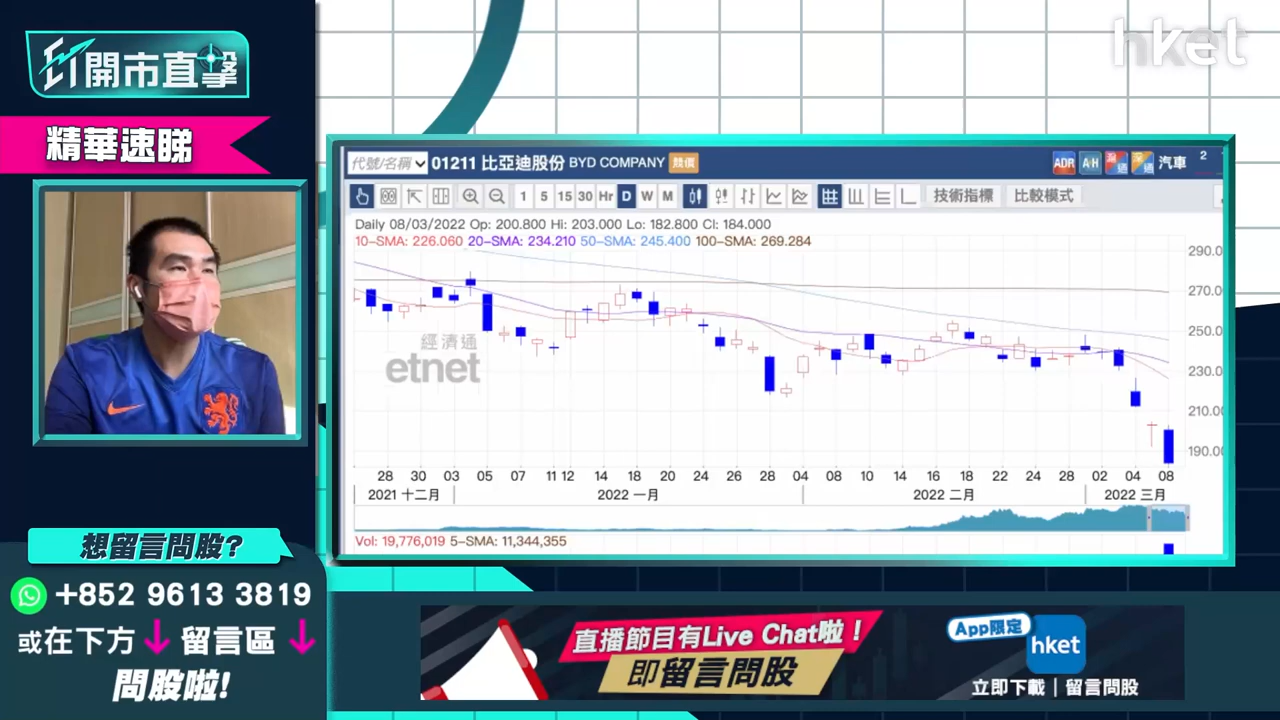 ET開市直擊
精華速睇
hket
代號/名稱 01211 比亞迪股份 BYD COMPANY ADR A·H 汽車 2
1 5 15 30 Hr D W M 技術指標 比較模式
Daily 08/03/2022 Op: 200.800 Hi: 203.000 Lo: 182.800 Cl: 184.000
10-SMA: 226.060 20-SMA: 234.210 50-SMA: 245.400 100-SMA: 269.284
290.0
270.0
250.0
230.0
210.0
190.0
經濟通
etnet
28 30 03 05 07 11 12 14 18 20 24 26 28 04 08 10 14 16 18 22 24 28 02 04 08
2021 十二月 2022 一月 2022 二月 2022 三月
Vol: 19,776,019 5-SMA: 11,344,355
想留言問股?
+852 9613 3819
或在下方 留言區
問股啦!
直播節目有Live Chat啦！
即留言問股
App限定
hket
立即下載｜留言問股